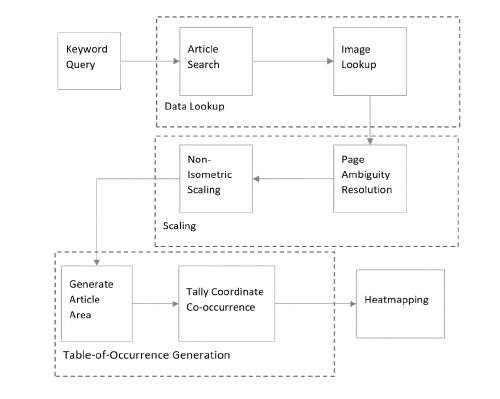 Keyword
Query
Article
Search
Image
Lookup
Data Lookup
Non-
Isometric
Scaling
Page
Ambiguity
Resolution
Scaling
Generate
Article
Area
Tally Coordinate
Co-occurrence
Heatmapping
Table-of-Occurrence Generation